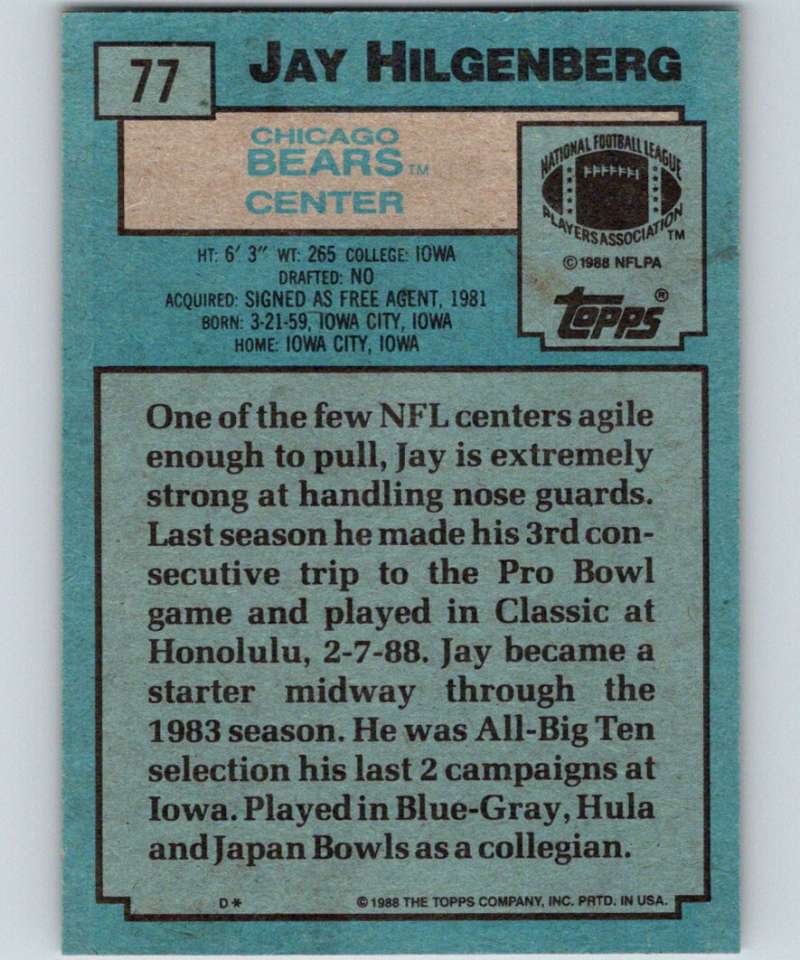 77
JAY HILGENBERG
CHICAGO
BEARS™
CENTER
NATIONAL FOOTBALL LEAGUE
PLAYERS ASSOCIATION™
©1988 NFLPA
Topps®
HT: 6' 3" WT: 265 COLLEGE: IOWA
DRAFTED: NO
ACQUIRED: SIGNED AS FREE AGENT, 1981
BORN: 3-21-59, IOWA CITY, IOWA
HOME: IOWA CITY, IOWA
One of the few NFL centers agile
enough to pull, Jay is extremely
strong at handling nose guards.
Last season he made his 3rd con-
secutive trip to the Pro Bowl
game and played in Classic at
Honolulu, 2-7-88. Jay became a
starter midway through the
1983 season. He was All-Big Ten
selection his last 2 campaigns at
Iowa. Played in Blue-Gray, Hula
and Japan Bowls as a collegian.
D*
©1988 THE TOPPS COMPANY, INC. PRTD. IN USA.